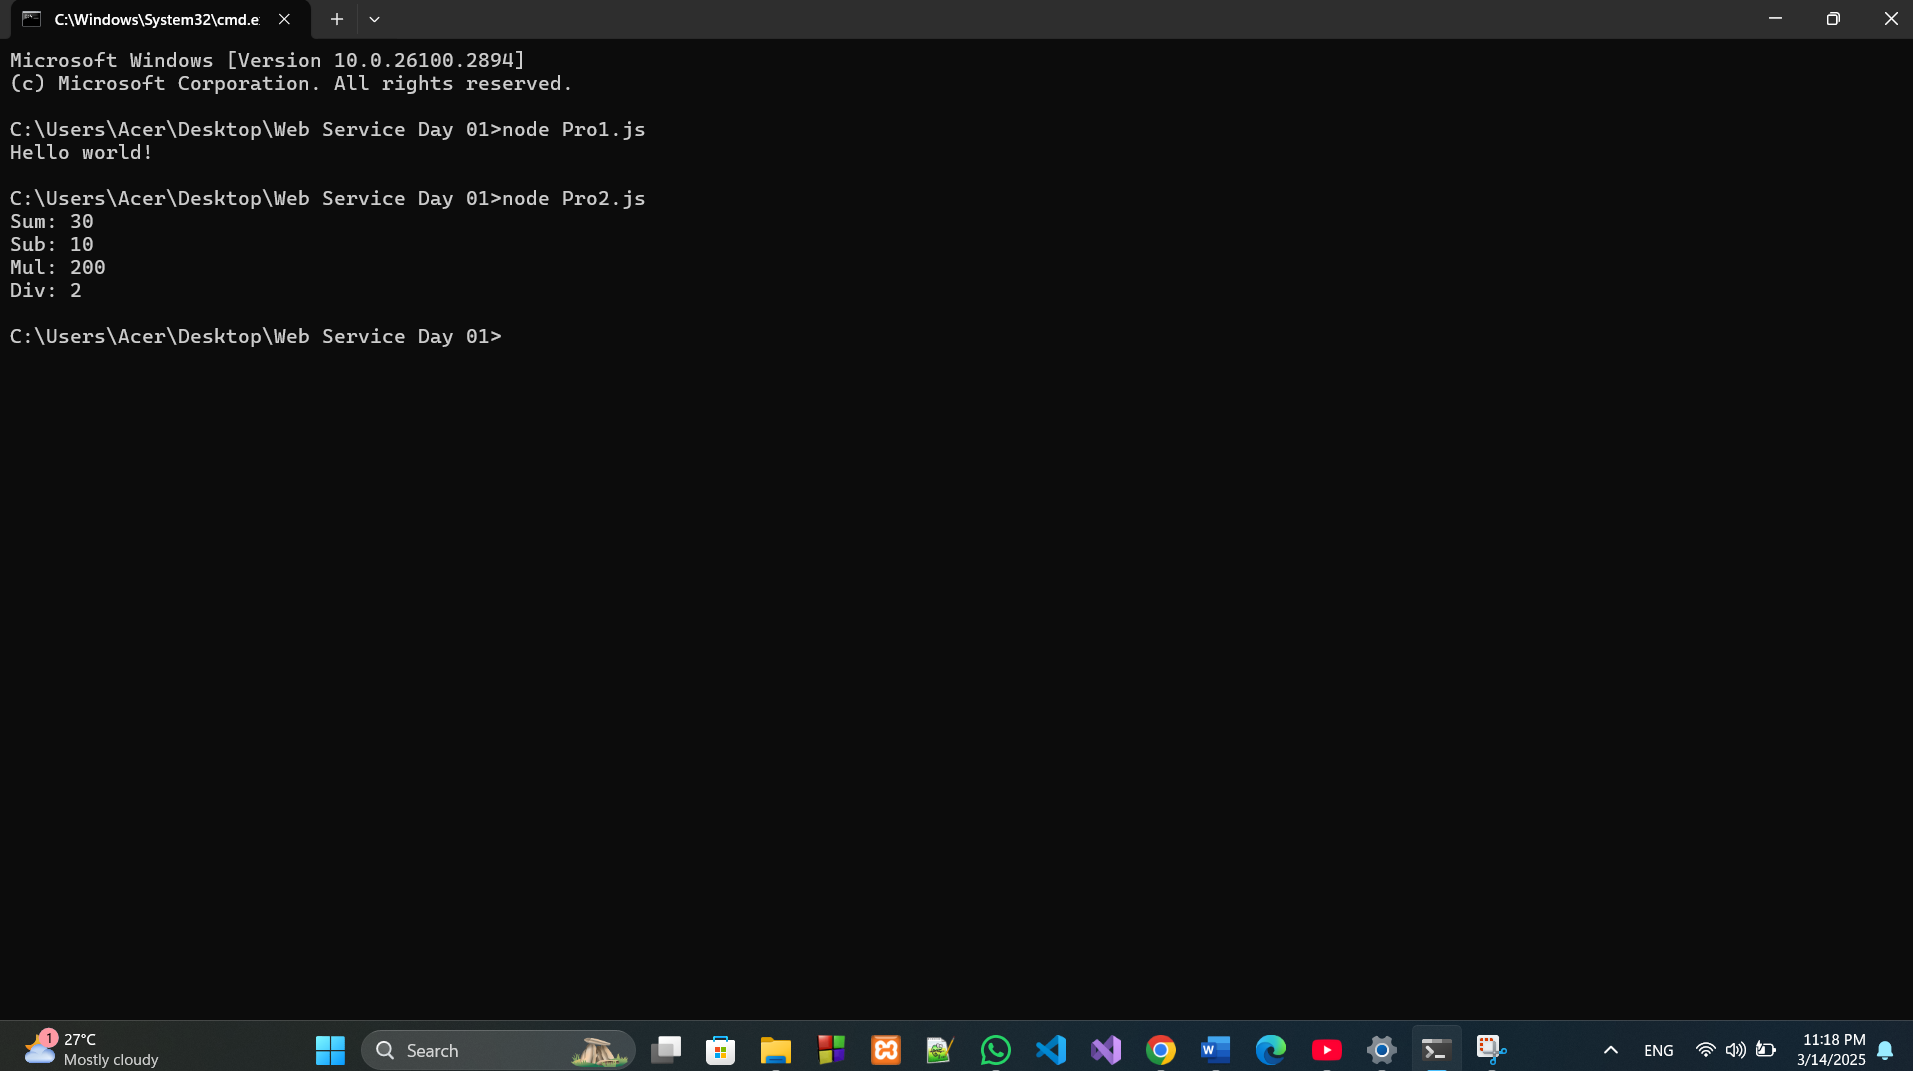 C:\Windows\System32\cmd.e
Microsoft Windows [Version 10.0.26100.2894]
(c) Microsoft Corporation. All rights reserved.
C:\Users\Acer\Desktop\Web Service Day 01>node Pro1.js
Hello world!
C:\Users\Acer\Desktop\Web Service Day 01>node Pro2.js
Sum: 30
Sub: 10
Mul: 200
Div: 2
C:\Users\Acer\Desktop\Web Service Day 01>
1
27°C
Mostly cloudy
Search
ENG
11:18 PM
3/14/2025